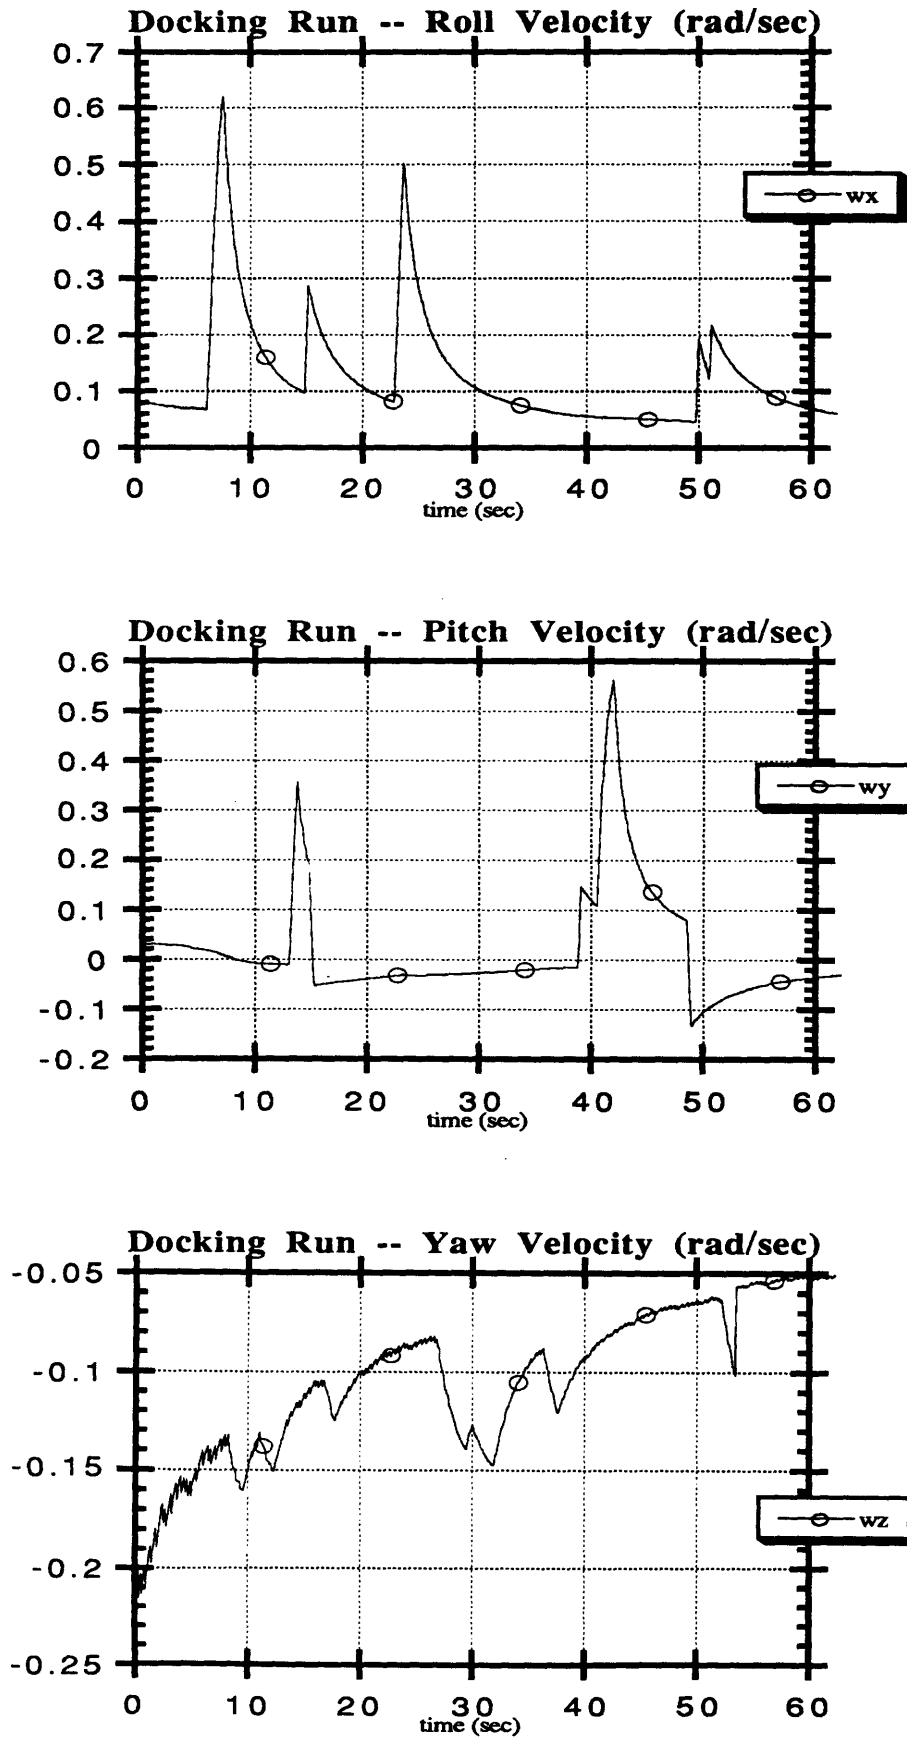 Docking Run -- Roll Velocity (rad/sec)
0.7
0.6
0.5
0.4
0.3
0.2
0.1
0
wx
0 10 20 30 40 50 60
time (sec)
Docking Run -- Pitch Velocity (rad/sec)
0.6
0.5
0.4
0.3
0.2
0.1
0
-0.1
-0.2
wy
0 10 20 30 40 50 60
time (sec)
Docking Run -- Yaw Velocity (rad/sec)
-0.05
-0.1
-0.15
-0.2
-0.25
wz
0 10 20 30 40 50 60
time (sec)